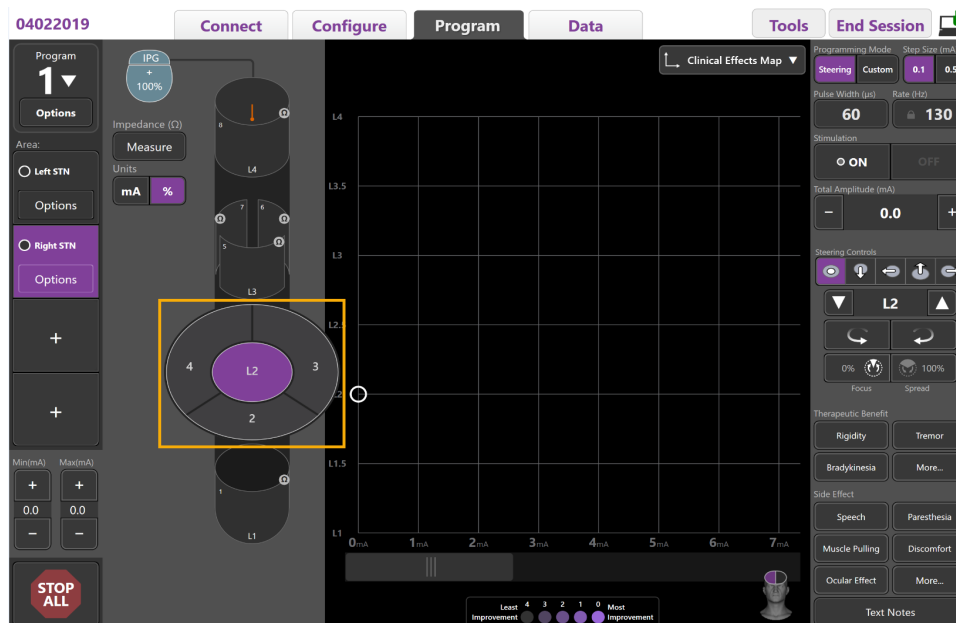 04022019
Connect
Configure
Program
Data
Tools
End Session
Program
1
Options
Area:
Left STN
Options
Right STN
Options
+
+
Min(mA)
Max(mA)
+
+
0.0
0.0
−
−
STOP
ALL
IPG
+
100%
Impedance (Ω)
Measure
Units
mA
%
8
Ω
L4
7
6
Ω
Ω
5
Ω
L3
4
L2
3
2
1
Ω
L1
Clinical Effects Map
L4
L3.5
L3
L2.5
L2
L1.5
L1
0mA
1mA
2mA
3mA
4mA
5mA
6mA
7mA
Least Improvement
4
3
2
1
0
Most Improvement
Programming Mode
Step Size (mA
Steering
Custom
0.1
0.5
Pulse Width (µs)
Rate (Hz)
60
130
Stimulation
ON
OFF
Total Amplitude (mA)
−
0.0
+
Steering Controls
L2
0%
100%
Focus
Spread
Therapeutic Benefit
Rigidity
Tremor
Bradykinesia
More...
Side Effect
Speech
Paresthesia
Muscle Pulling
Discomfort
Ocular Effect
More...
Text Notes